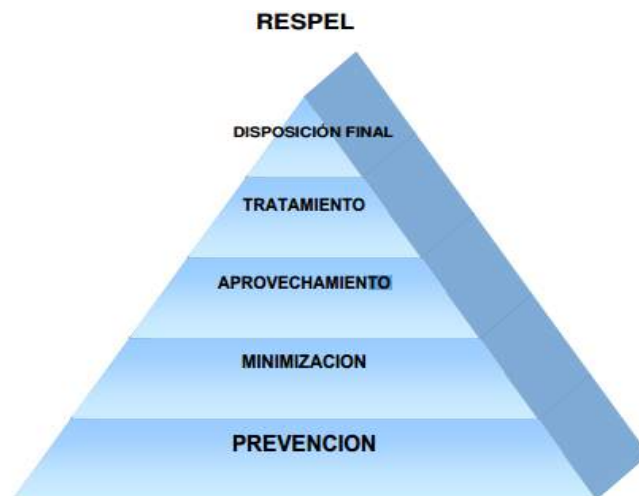 RESPEL
DISPOSICIÓN FINAL
TRATAMIENTO
APROVECHAMIENTO
MINIMIZACION
PREVENCION